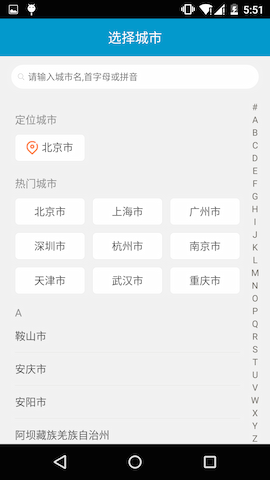 5:51
选择城市
请输入城市名,首字母或拼音
定位城市
北京市
热门城市
北京市 上海市 广州市
深圳市 杭州市 南京市
天津市 武汉市 重庆市
A
鞍山市
安庆市
安阳市
阿坝藏族羌族自治州
#
A
B
C
D
E
F
G
H
I
J
K
L
M
N
O
P
Q
R
S
T
U
V
W
X
Y
Z